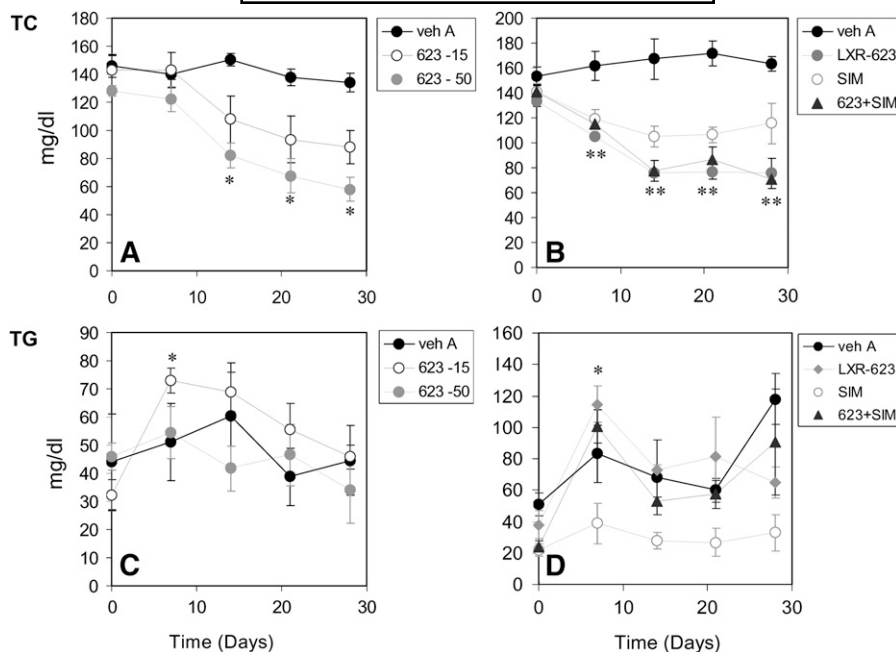 TC
mg/dl
160
140
120
100
80
60
40
20
0
0 10 20 30
A
* * *
veh A
623 -15
623 - 50
200
180
160
140
120
100
80
60
40
20
0
0 10 20 30
B
** ** ** **
veh A
LXR-623
SIM
623+SIM
TG
mg/dl
90
80
70
60
50
40
30
20
10
0
0 10 20 30
Time (Days)
C
*
veh A
623 -15
623 -50
160
140
120
100
80
60
40
20
0
0 10 20 30
Time (Days)
D
*
veh A
LXR-623
SIM
623+SIM